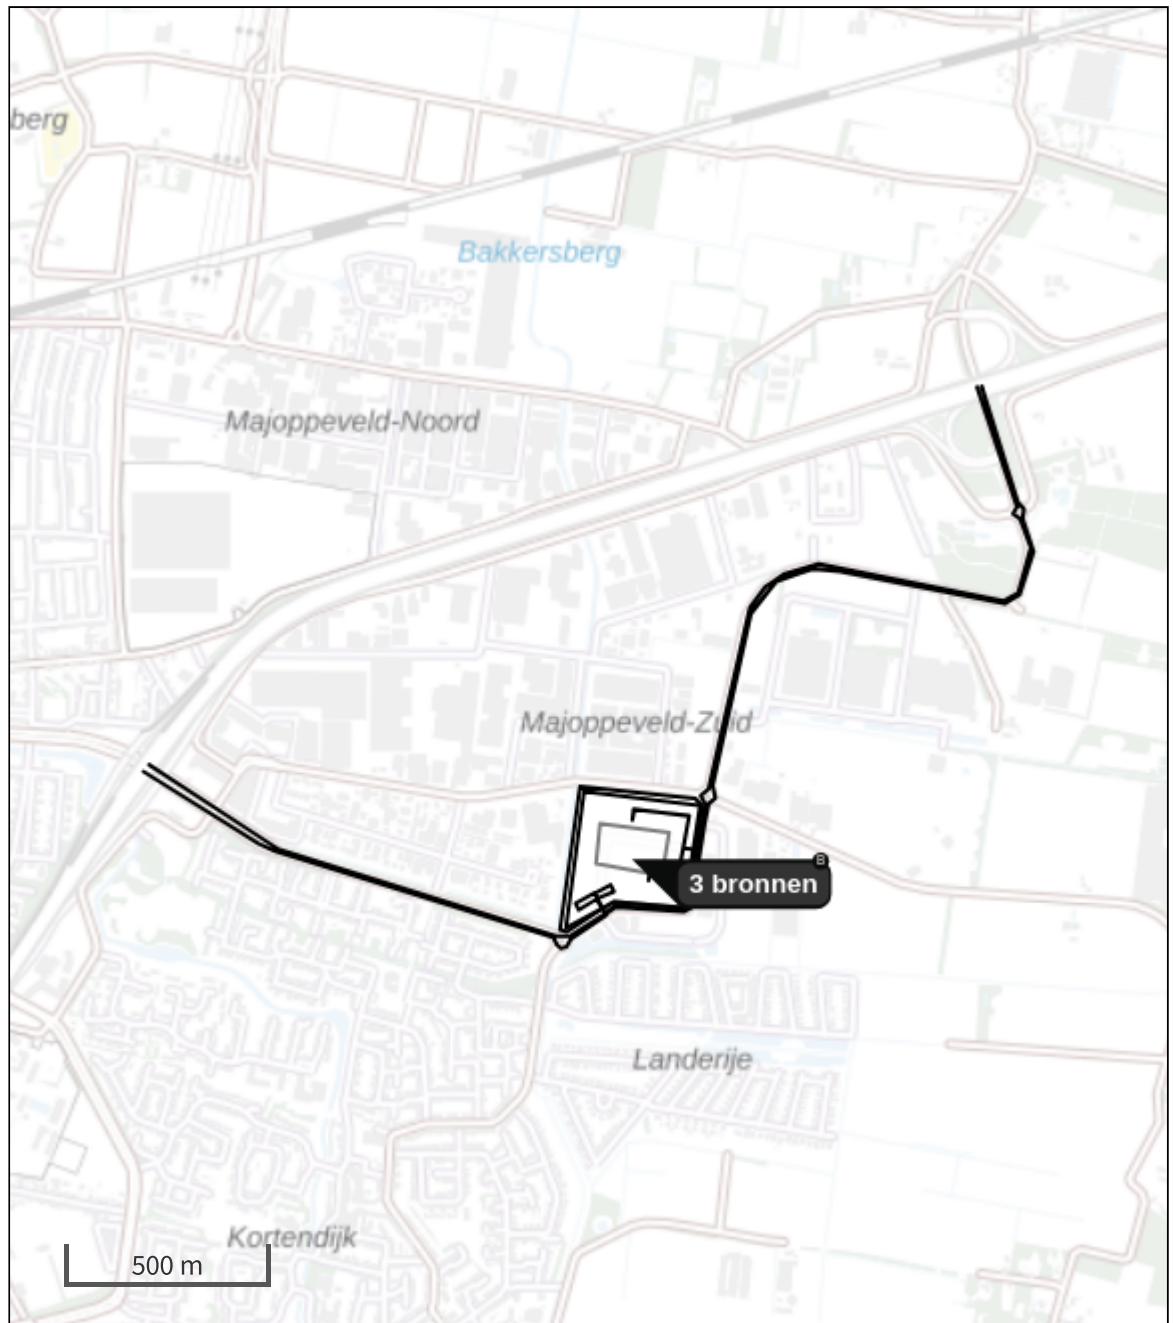 berg
Bakkersberg
Majoppeveld-Noord
Majoppeveld-Zuid
B
3 bronnen
Landerije
Kortendijk
500 m